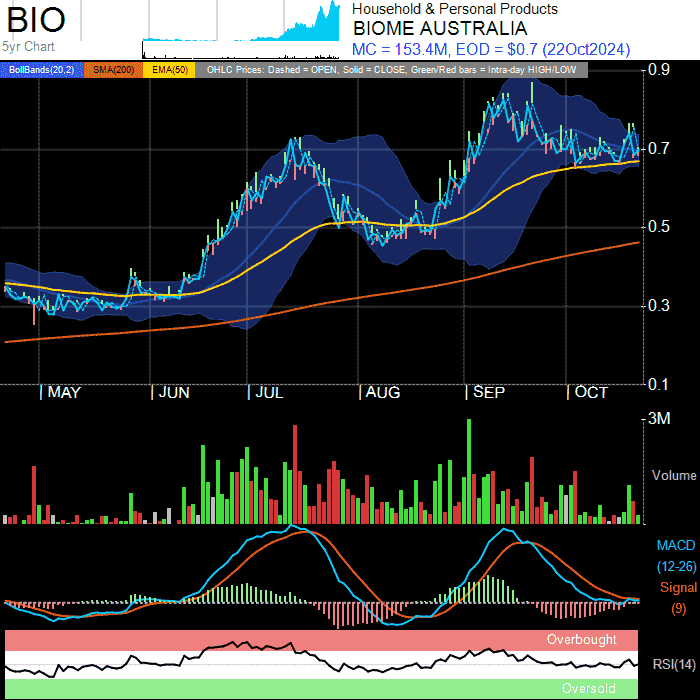 BIO
5yr Chart
Household & Personal Products
BIOME AUSTRALIA
MC = 153.4M, EOD = $0.7 (22Oct2024)
BollBands(20,2) SMA(200) EMA(50) OHLC Prices: Dashed = OPEN, Solid = CLOSE, Green/Red bars = Intra-day HIGH/LOW
0.9
0.7
0.5
0.3
0.1
MAY JUN JUL AUG SEP OCT
3M
Volume
MACD
(12-26)
Signal
(9)
Overbought
RSI(14)
Oversold